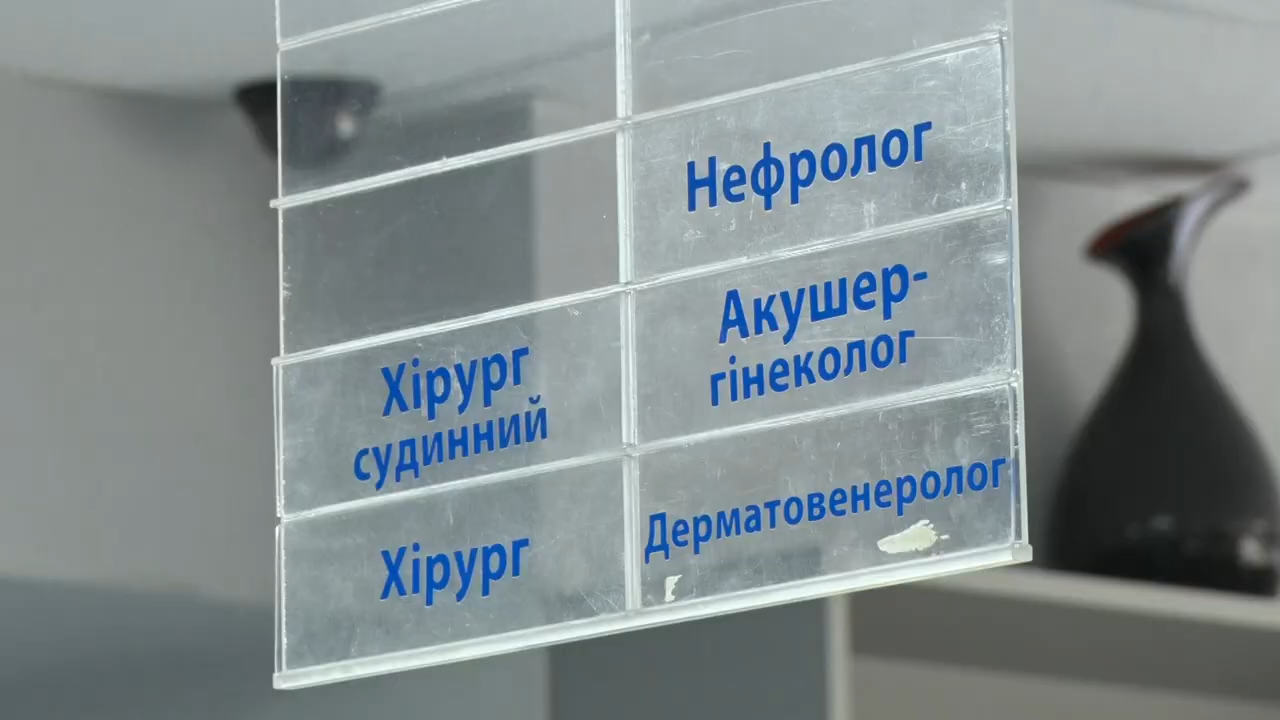 Нефролог
Акушер-
гінеколог
Хірург
судинний
Дерматовенеролог
Хірург